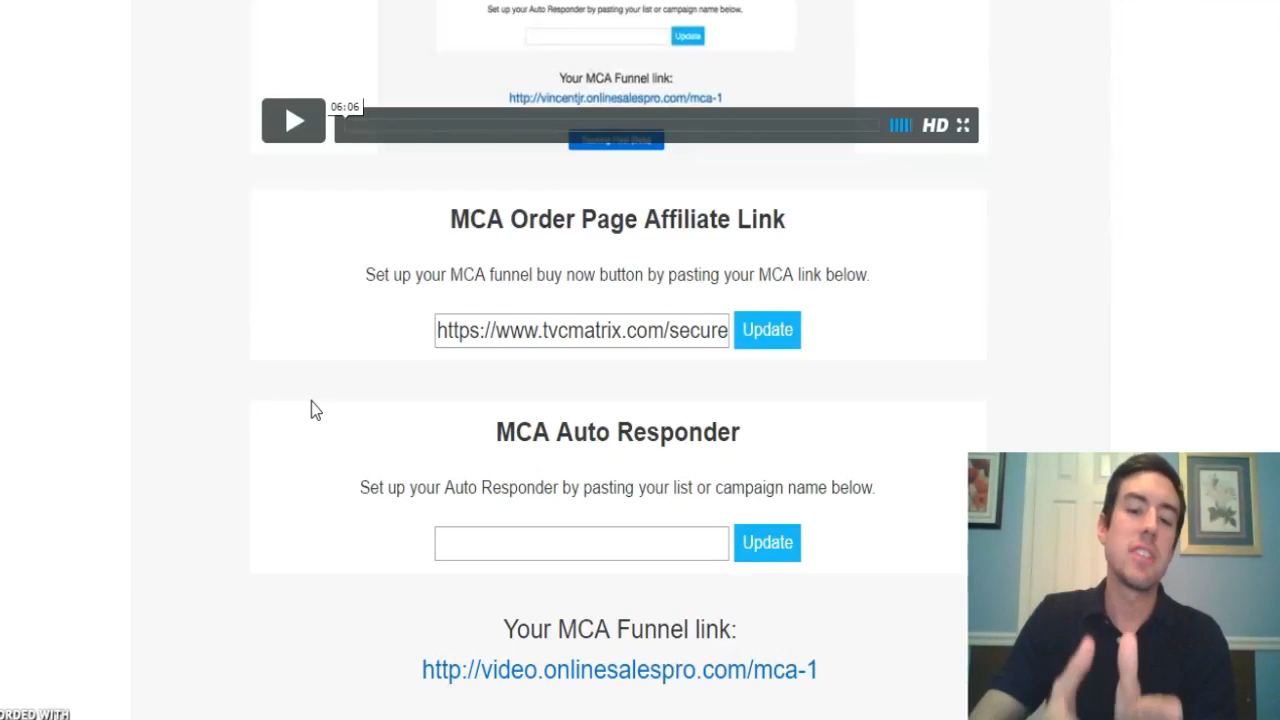 Set up your Auto Responder by pasting your list or campaign name below.
Update
Your MCA Funnel link:
http://vincentjr.onlinesalespro.com/mca-1
06:06
HD
MCA Order Page Affiliate Link
Set up your MCA funnel buy now button by pasting your MCA link below.
https://www.tvcmatrix.com/secure Update
MCA Auto Responder
Set up your Auto Responder by pasting your list or campaign name below.
Update
Your MCA Funnel link:
http://video.onlinesalespro.com/mca-1
ORDED WITH